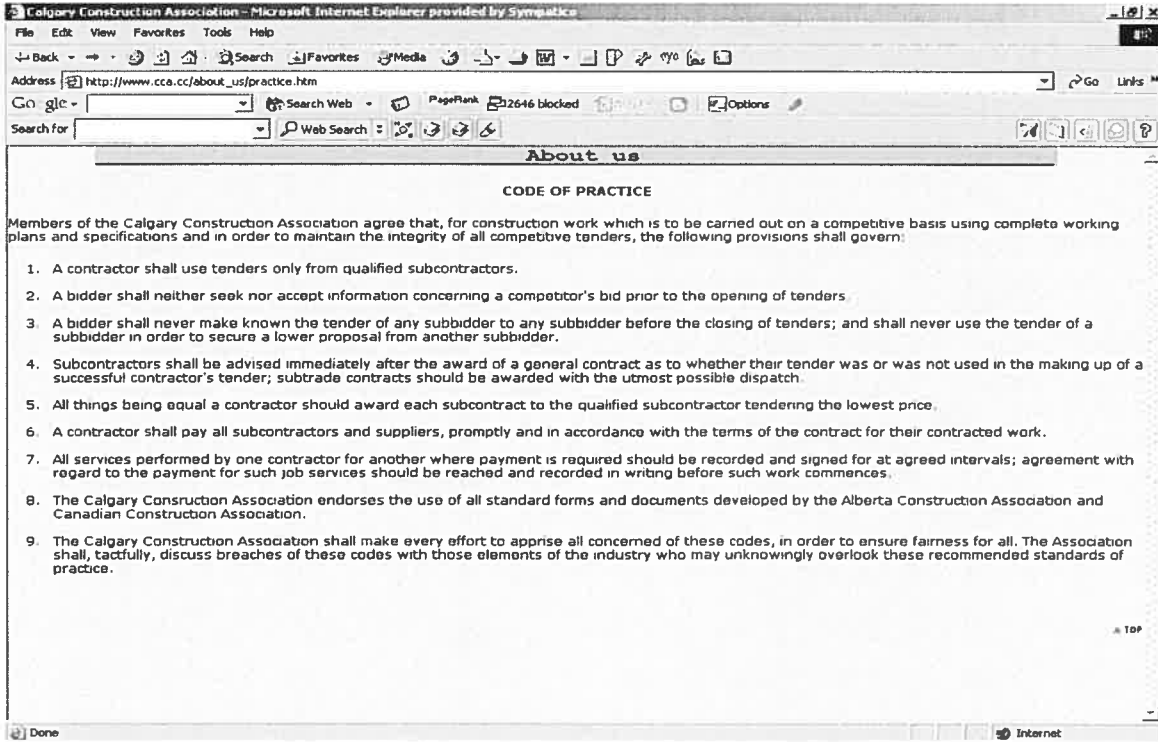 Calgary Construction Association - Microsoft Internet Explorer provided by Sympatico
File Edit View Favorites Tools Help
Back Search Favorites Media
Address http://www.cca.cc/about_us/practice.htm Go Links
Google Search Web PageRank 12646 blocked Options
Search for Web Search
About us
CODE OF PRACTICE
Members of the Calgary Construction Association agree that, for construction work which is to be carried out on a competitive basis using complete working
plans and specifications and in order to maintain the integrity of all competitive tenders, the following provisions shall govern:
1. A contractor shall use tenders only from qualified subcontractors.
2. A bidder shall neither seek nor accept information concerning a competitor's bid prior to the opening of tenders.
3. A bidder shall never make known the tender of any subbidder to any subbidder before the closing of tenders; and shall never use the tender of a
subbidder in order to secure a lower proposal from another subbidder.
4. Subcontractors shall be advised immediately after the award of a general contract as to whether their tender was or was not used in the making up of a
successful contractor's tender; subtrade contracts should be awarded with the utmost possible dispatch.
5. All things being equal a contractor should award each subcontract to the qualified subcontractor tendering the lowest price.
6. A contractor shall pay all subcontractors and suppliers, promptly and in accordance with the terms of the contract for their contracted work.
7. All services performed by one contractor for another where payment is required should be recorded and signed for at agreed intervals; agreement with
regard to the payment for such job services should be reached and recorded in writing before such work commences.
8. The Calgary Consruction Association endorses the use of all standard forms and documents developed by the Alberta Construction Association and
Canadian Construction Association.
9. The Calgary Construction Association shall make every effort to apprise all concerned of these codes, in order to ensure fairness for all. The Association
shall, tactfully, discuss breaches of these codes with those elements of the industry who may unknowingly overlook these recommended standards of
practice.
TOP
Done Internet